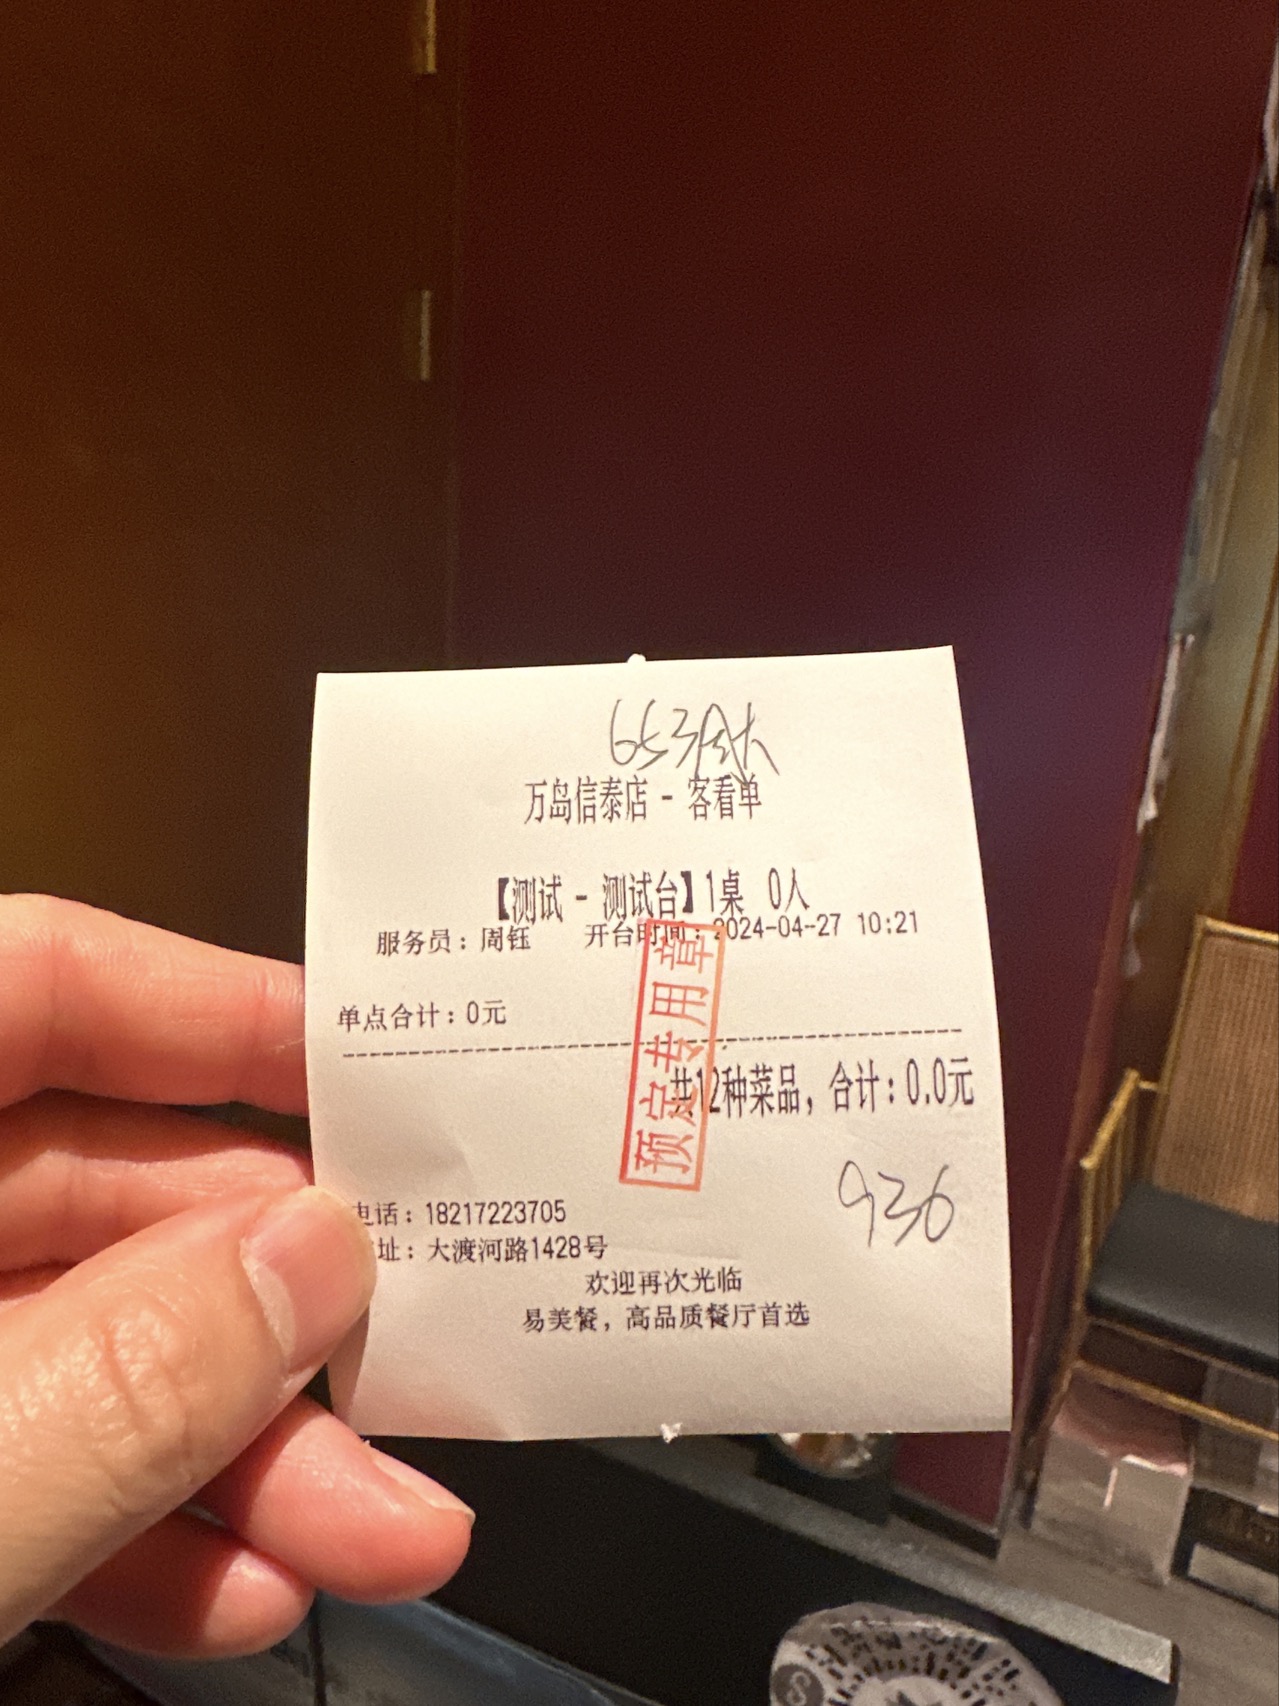 653
万岛信泰店 - 客看单
【测试 - 测试台】1桌 0人
服务员：周钰 开台时间：2024-04-27 10:21
单点合计：0元
共12种菜品，合计：0.0元
预定专用章
936
电话：18217223705
址：大渡河路1428号
欢迎再次光临
易美餐，高品质餐厅首选